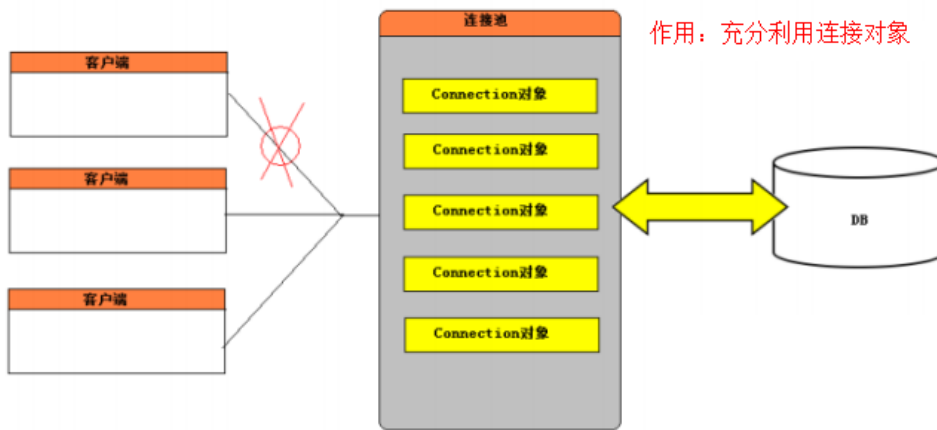 连接池
作用：充分利用连接对象
客户端
Connection对象
Connection对象
客户端
Connection对象
DB
Connection对象
客户端
Connection对象